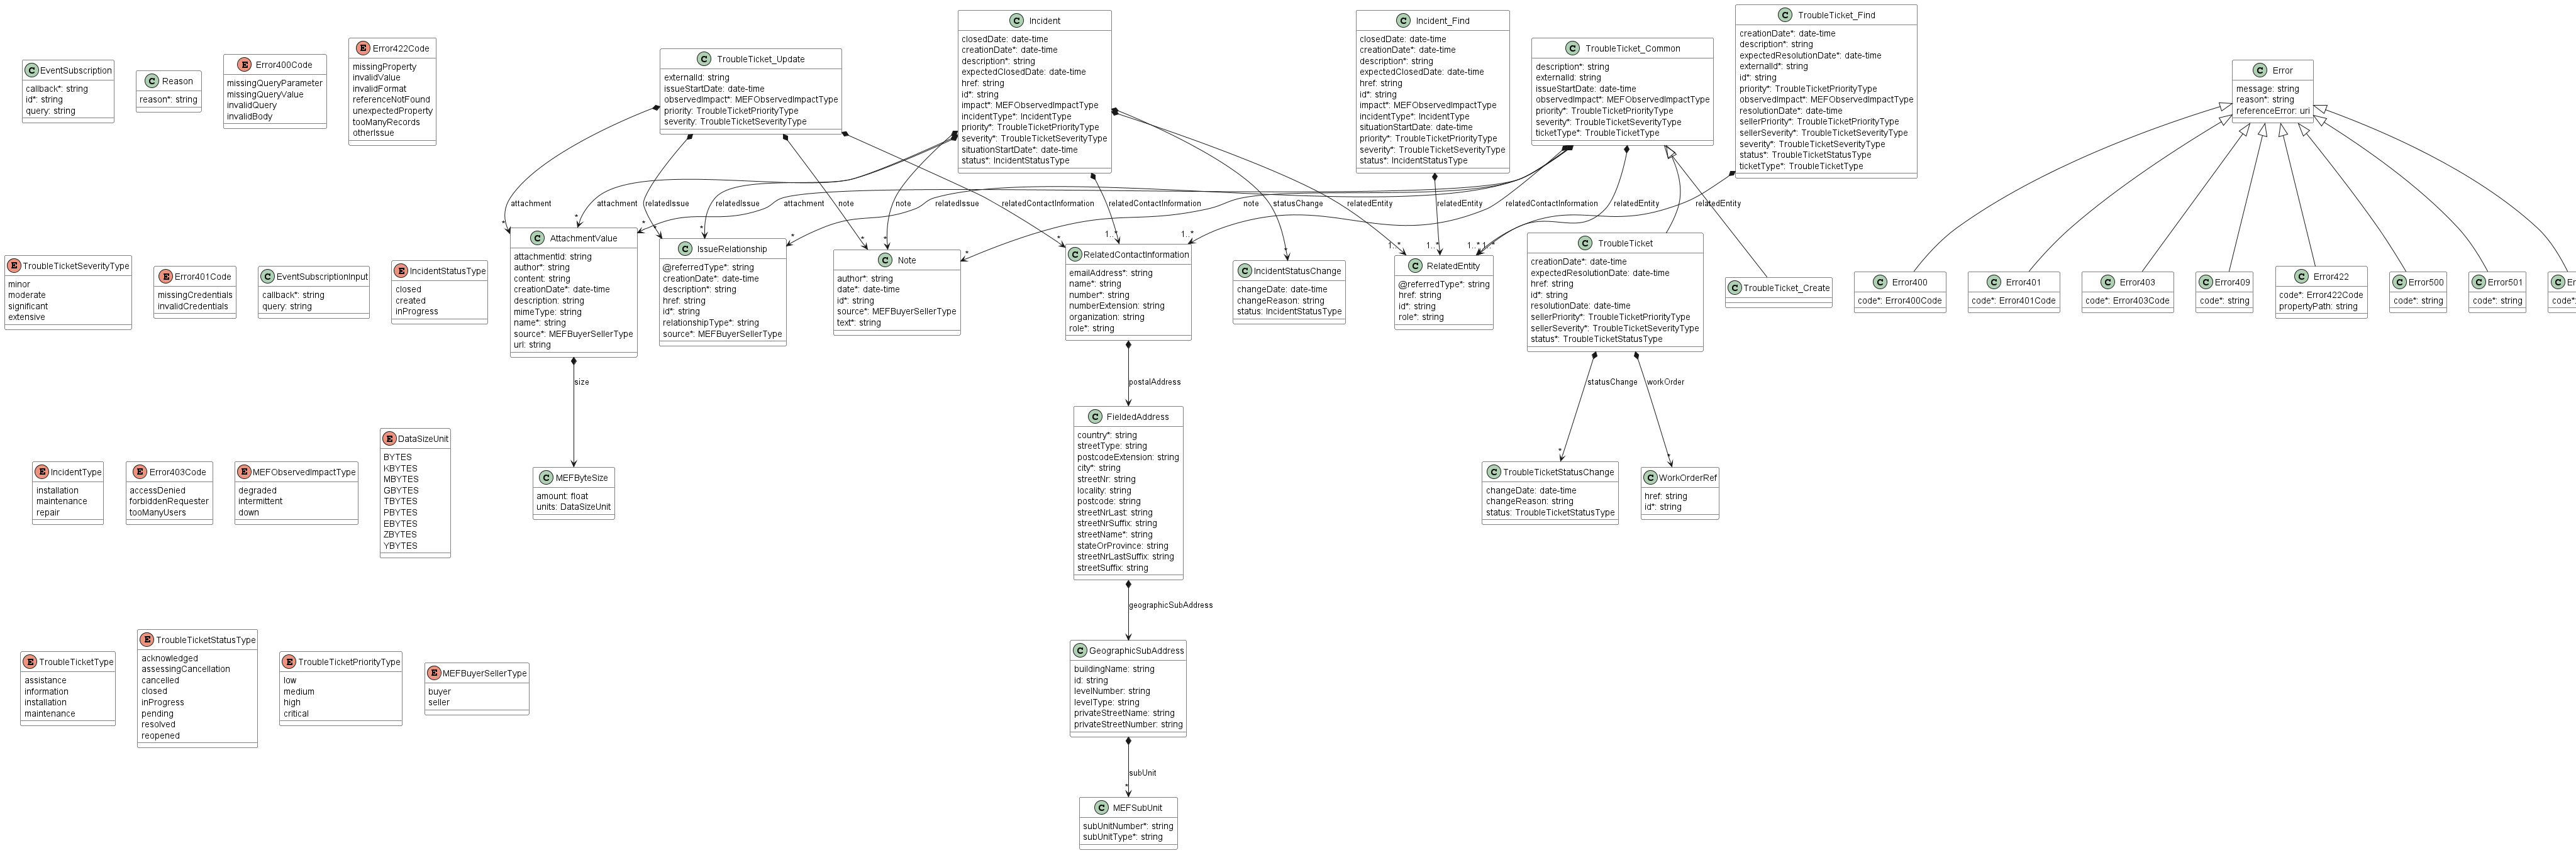 C EventSubscription
callback*: string
id*: string
query: string
C Reason
reason*: string
E Error400Code
missingQueryParameter
missingQueryValue
invalidQuery
invalidBody
E Error422Code
missingProperty
invalidValue
invalidFormat
referenceNotFound
unexpectedProperty
tooManyRecords
otherIssue
C TroubleTicket_Update
externalId: string
issueStartDate: date-time
observedImpact*: MEFObservedImpactType
priority: TroubleTicketPriorityType
severity: TroubleTicketSeverityType
C Incident
closedDate: date-time
creationDate*: date-time
description*: string
expectedClosedDate: date-time
href: string
id*: string
impact*: MEFObservedImpactType
incidentType*: IncidentType
priority*: TroubleTicketPriorityType
severity*: TroubleTicketSeverityType
situationStartDate*: date-time
status*: IncidentStatusType
C Incident_Find
closedDate: date-time
creationDate*: date-time
description*: string
expectedClosedDate: date-time
href: string
id*: string
impact*: MEFObservedImpactType
incidentType*: IncidentType
situationStartDate: date-time
priority*: TroubleTicketPriorityType
severity*: TroubleTicketSeverityType
status*: IncidentStatusType
C TroubleTicket_Common
description*: string
externalId: string
issueStartDate: date-time
observedImpact*: MEFObservedImpactType
priority*: TroubleTicketPriorityType
severity*: TroubleTicketSeverityType
ticketType*: TroubleTicketType
C TroubleTicket_Find
creationDate*: date-time
description*: string
expectedResolutionDate*: date-time
externalId*: string
id*: string
priority*: TroubleTicketPriorityType
observedImpact*: MEFObservedImpactType
resolutionDate*: date-time
sellerPriority*: TroubleTicketPriorityType
sellerSeverity*: TroubleTicketSeverityType
severity*: TroubleTicketSeverityType
status*: TroubleTicketStatusType
ticketType*: TroubleTicketType
C Error
message: string
reason*: string
referenceError: uri
attachment
*
attachment
*
relatedIssue
*
relatedIssue
*
attachment
*
note
*
note
*
relatedIssue
*
relatedContactInformation
*
relatedContactInformation
1..*
note
*
statusChange
*
relatedEntity
1..*
relatedEntity
1..*
relatedContactInformation
1..*
relatedEntity
1..*
relatedEntity
1..*
E TroubleTicketSeverityType
minor
moderate
significant
extensive
E Error401Code
missingCredentials
invalidCredentials
C EventSubscriptionInput
callback*: string
query: string
E IncidentStatusType
closed
created
inProgress
C AttachmentValue
attachmentId: string
author*: string
content: string
creationDate*: date-time
description: string
mimeType: string
name*: string
source*: MEFBuyerSellerType
url: string
C IssueRelationship
@referredType*: string
creationDate*: date-time
description*: string
href: string
id*: string
relationshipType*: string
source*: MEFBuyerSellerType
C Note
author*: string
date*: date-time
id*: string
source*: MEFBuyerSellerType
text*: string
C RelatedContactInformation
emailAddress*: string
name*: string
number*: string
numberExtension: string
organization: string
role*: string
C IncidentStatusChange
changeDate: date-time
changeReason: string
status: IncidentStatusType
C RelatedEntity
@referredType*: string
href: string
id*: string
role*: string
C TroubleTicket
creationDate*: date-time
expectedResolutionDate: date-time
href: string
id*: string
resolutionDate: date-time
sellerPriority*: TroubleTicketPriorityType
sellerSeverity*: TroubleTicketSeverityType
status*: TroubleTicketStatusType
C TroubleTicket_Create
C Error400
code*: Error400Code
C Error401
code*: Error401Code
C Error403
code*: Error403Code
C Error409
code*: string
C Error422
code*: Error422Code
propertyPath: string
C Error500
code*: string
C Error501
code*: string
size
postalAddress
statusChange
*
workOrder
*
E IncidentType
installation
maintenance
repair
E Error403Code
accessDenied
forbiddenRequester
tooManyUsers
E MEFObservedImpactType
degraded
intermittent
down
E DataSizeUnit
BYTES
KBYTES
MBYTES
GBYTES
TBYTES
PBYTES
EBYTES
ZBYTES
YBYTES
C MEFByteSize
amount: float
units: DataSizeUnit
C FieldedAddress
country*: string
streetType: string
postcodeExtension: string
city*: string
streetNr: string
locality: string
postcode: string
streetNrLast: string
streetNrSuffix: string
streetName*: string
stateOrProvince: string
streetNrLastSuffix: string
streetSuffix: string
C TroubleTicketStatusChange
changeDate: date-time
changeReason: string
status: TroubleTicketStatusType
C WorkOrderRef
href: string
id*: string
geographicSubAddress
E TroubleTicketType
assistance
information
installation
maintenance
E TroubleTicketStatusType
acknowledged
assessingCancellation
cancelled
closed
inProgress
pending
resolved
reopened
E TroubleTicketPriorityType
low
medium
high
critical
E MEFBuyerSellerType
buyer
seller
C GeographicSubAddress
buildingName: string
id: string
levelNumber: string
levelType: string
privateStreetName: string
privateStreetNumber: string
subUnit
*
C MEFSubUnit
subUnitNumber*: string
subUnitType*: string